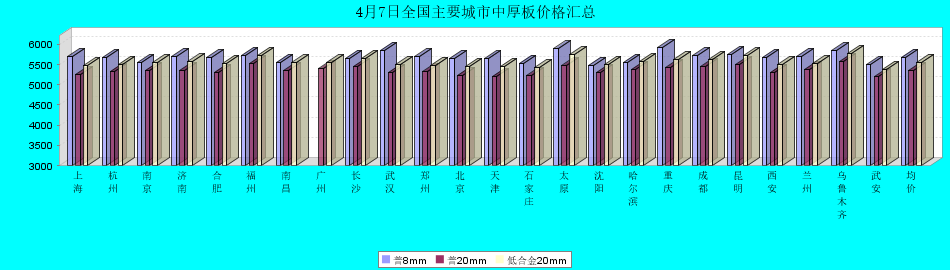 4月7日全国主要城市中厚板价格汇总
6000
5500
5000
4500
4000
3500
3000
上海
杭州
南京
济南
合肥
福州
南昌
广州
长沙
武汉
郑州
北京
天津
石家庄
太原
沈阳
哈尔滨
重庆
成都
昆明
西安
兰州
乌鲁木齐
武安
均价
普8mm 普20mm 低合金20mm